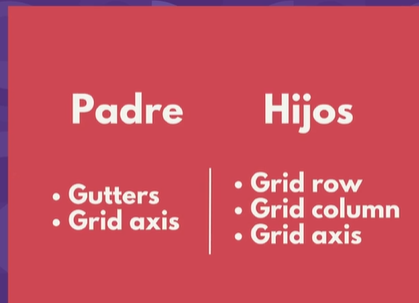 Padre
• Gutters
• Grid axis
Hijos
• Grid row
• Grid column
• Grid axis